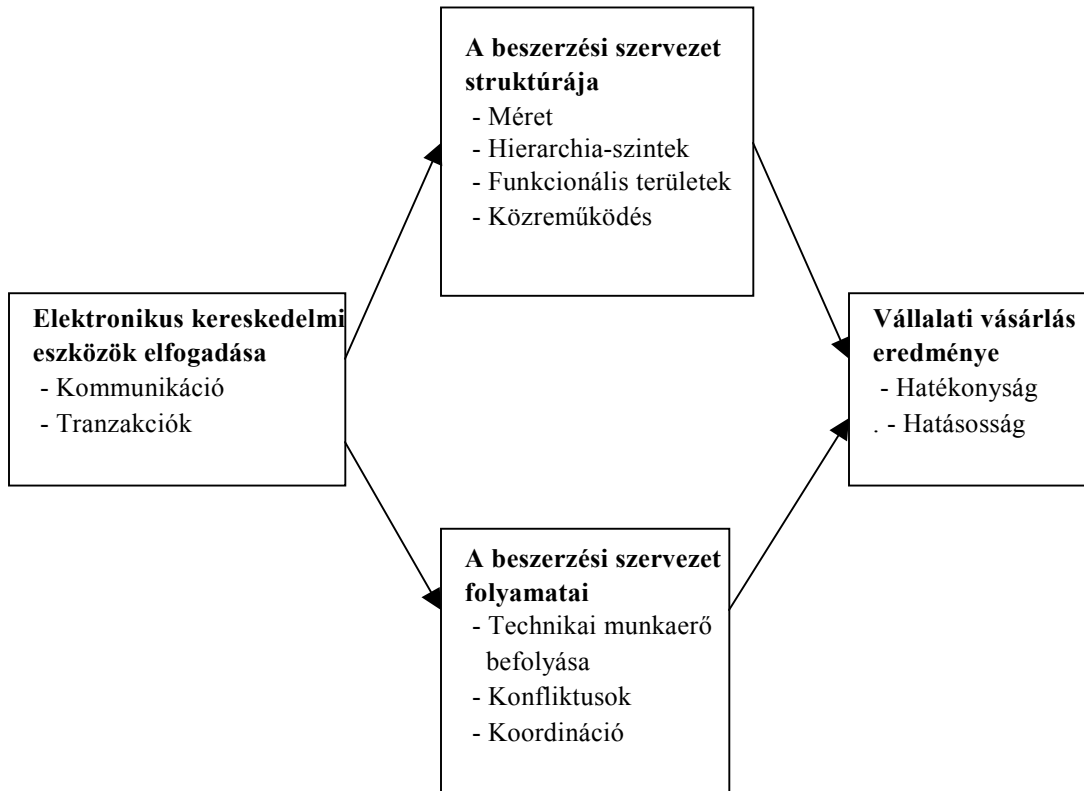 A beszerzési szervezet
struktúrája
- Méret
- Hierarchia-szintek
- Funkcionális területek
- Közreműködés
Elektronikus kereskedelmi
eszközök elfogadása
- Kommunikáció
- Tranzakciók
Vállalati vásárlás
eredménye
- Hatékonyság
. - Hatásosság
A beszerzési szervezet
folyamatai
- Technikai munkaerő
befolyása
- Konfliktusok
- Koordináció